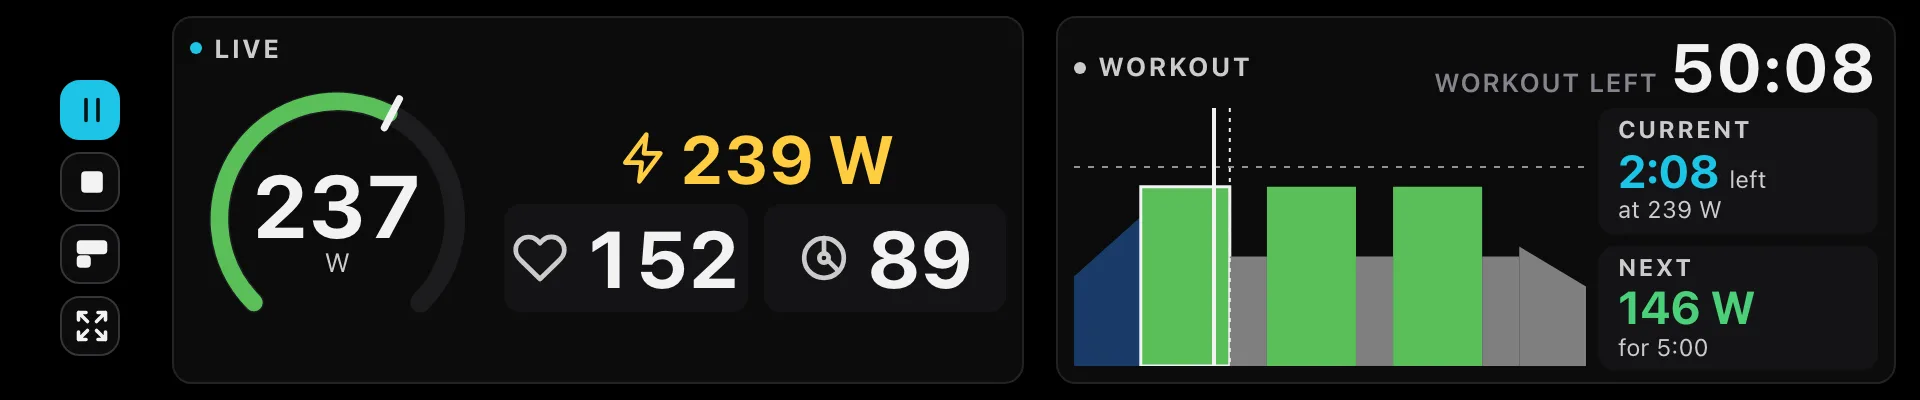 LIVE
237
W
239 W
152
89
WORKOUT
WORKOUT LEFT 50:08
CURRENT
2:08 left
at 239 W
NEXT
146 W
for 5:00